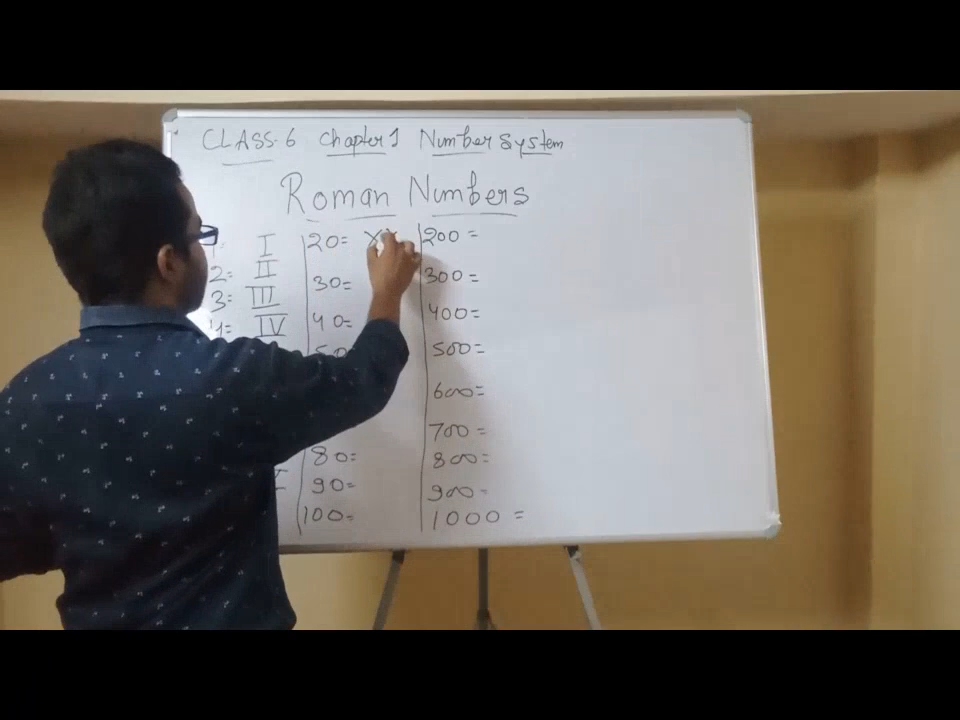 CLASS-6 Chapter 1 Number system
Roman Numbers
I 20= XX 200=
2= II 30= 300=
3= III 40= 400=
4= IV 500=
600=
700=
80= 800=
90= 900=
100= 1000=